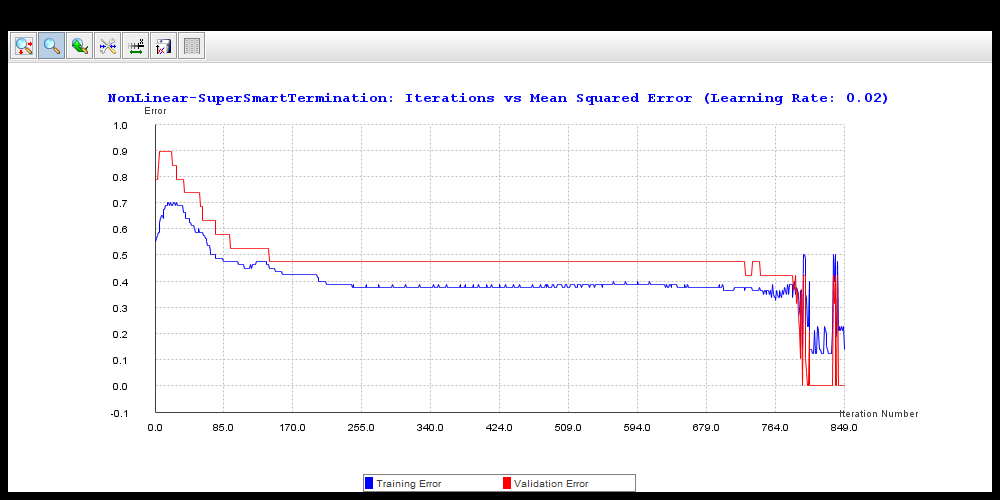 NonLinear-SuperSmartTermination: Iterations vs Mean Squared Error (Learning Rate: 0.02)
Error
1.0
0.9
0.8
0.7
0.6
0.5
0.4
0.3
0.2
0.1
0.0
-0.1
Iteration Number
0.0 85.0 170.0 255.0 340.0 424.0 509.0 594.0 679.0 764.0 849.0
Training Error Validation Error